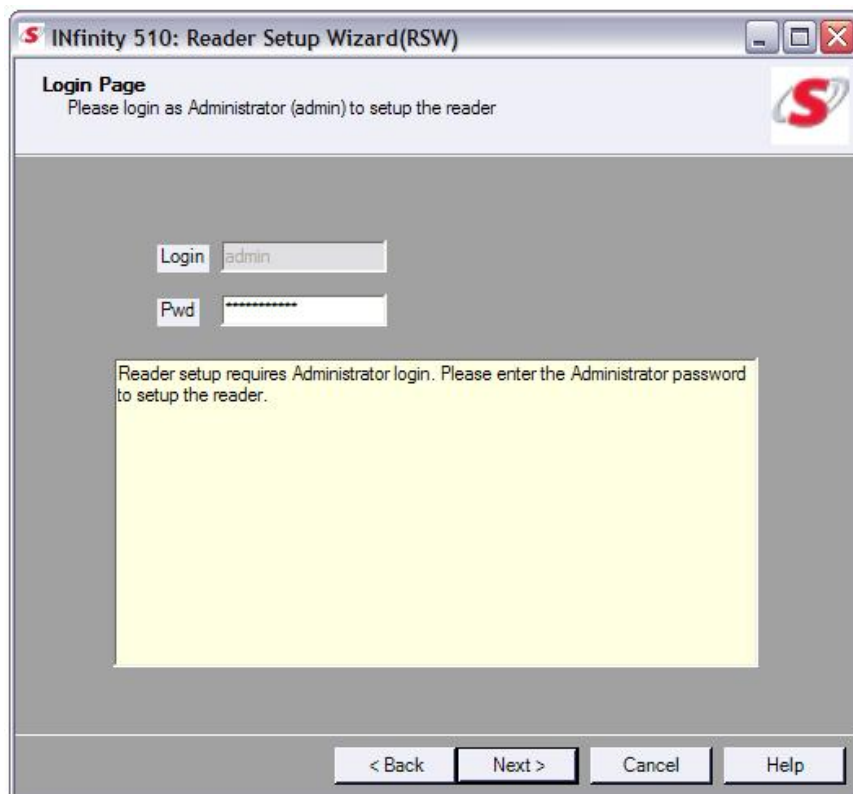 INfinity 510: Reader Setup Wizard(RSW)
Login Page
Please login as Administrator (admin) to setup the reader
S
Login admin
Pwd ***********
Reader setup requires Administrator login. Please enter the Administrator password
to setup the reader.
< Back Next > Cancel Help